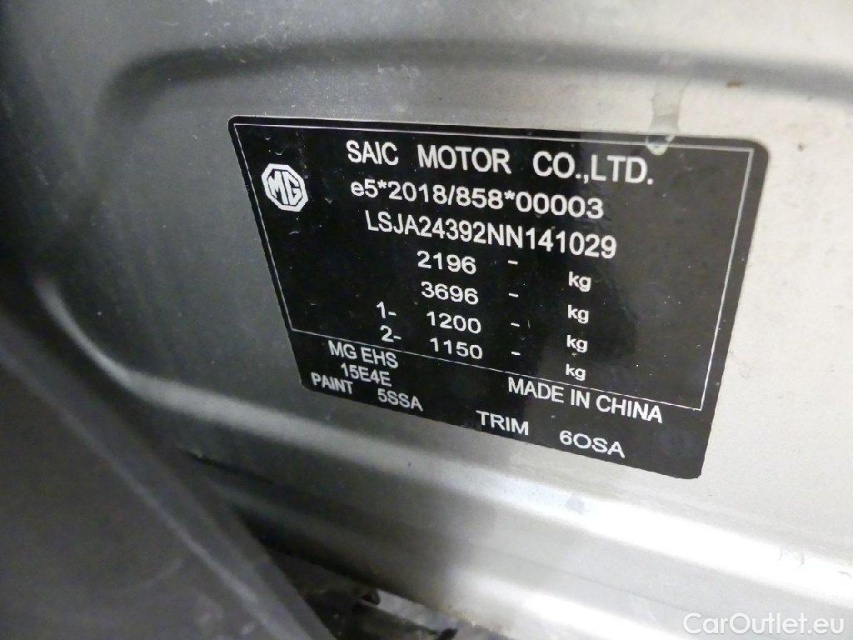 MG
SAIC MOTOR CO.,LTD.
e5*2018/858*00003
LSJA24392NN141029
2196 - kg
3696 - kg
1- 1200 - kg
2- 1150 - kg
MG EHS
15E4E
MADE IN CHINA
PAINT 5SSA TRIM 6OSA
CarOutlet.eu